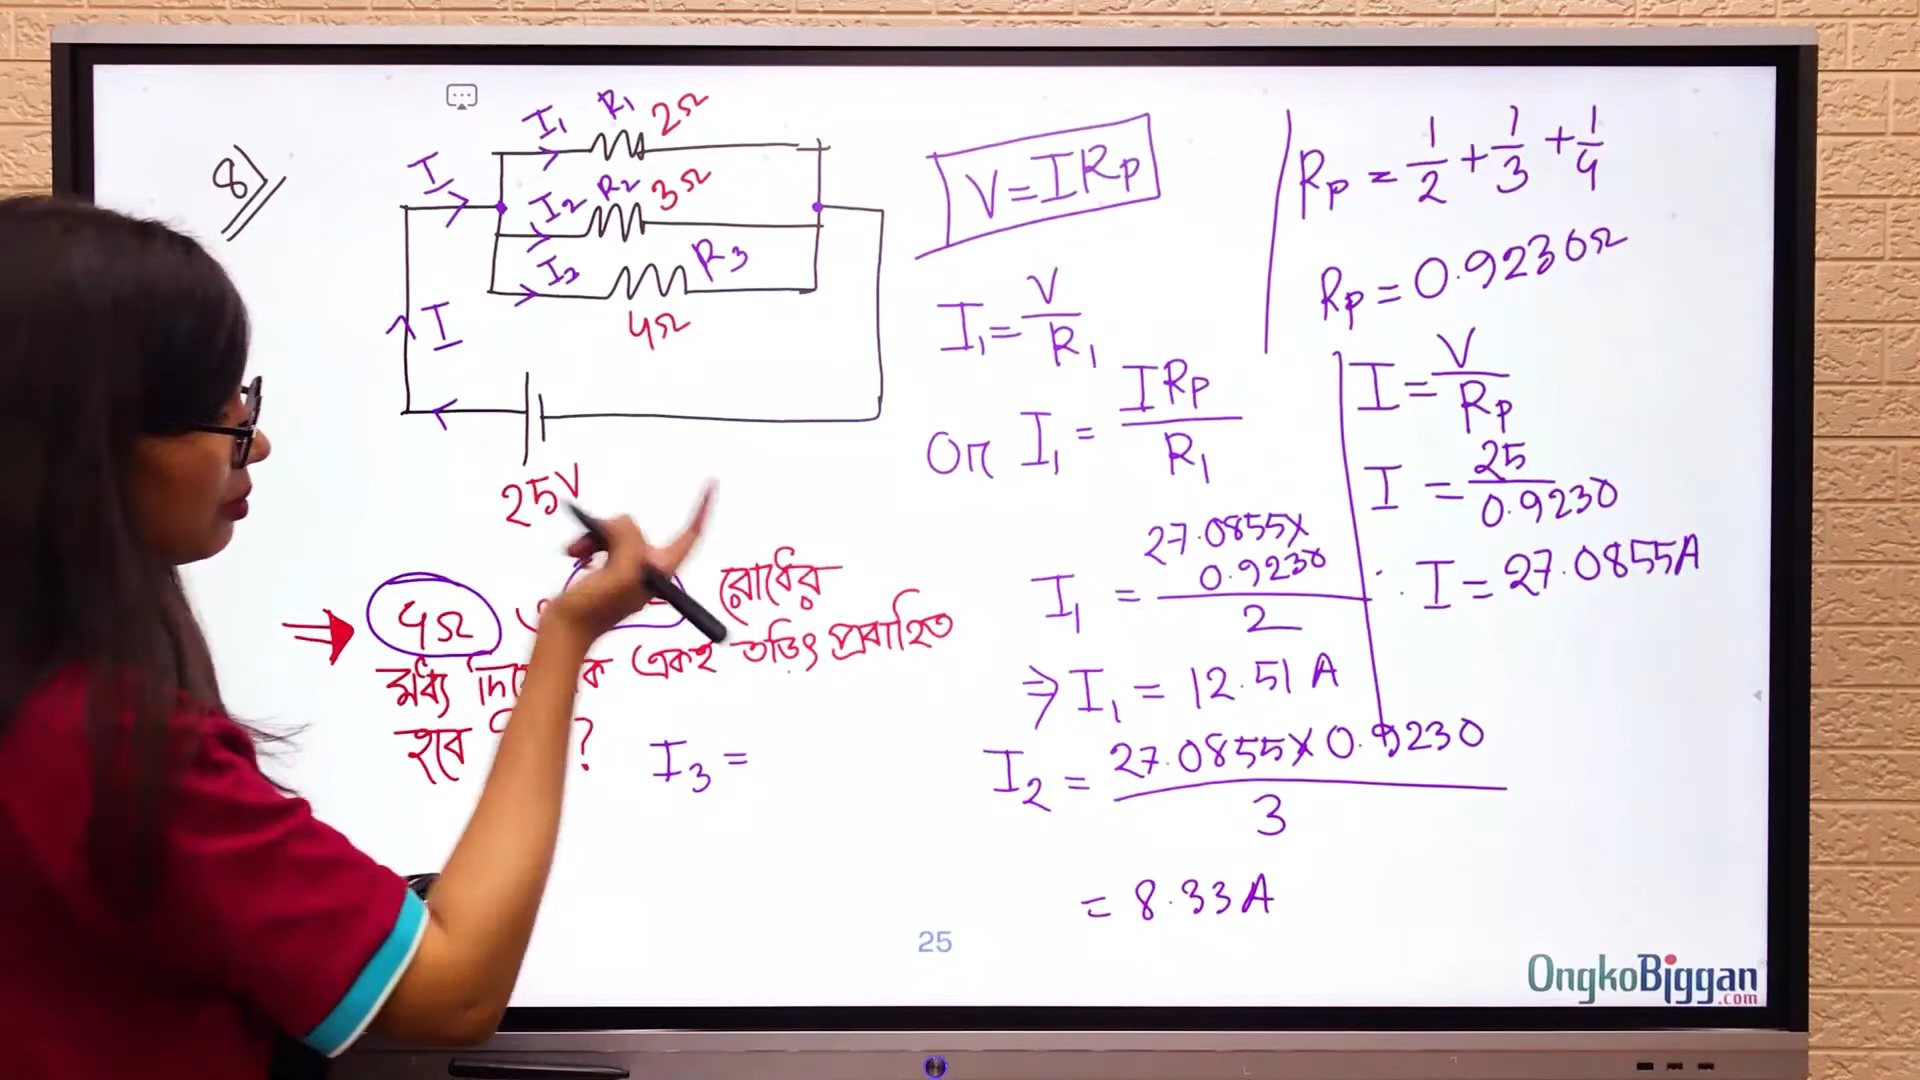 8)
I
I1 R1 2Ω
I2 R2 3Ω
I3 R3
4Ω
I
25V
4Ω
রোধের
মধ্য একই তড়িৎ প্রবাহিত
হবে ?
I3 =
V = IRp
I1 = V/R1
Or I1 = IRp/R1
I1 = 27.0855×0.9230/2
⇒ I1 = 12.51 A
I2 = 27.0855×0.9230/3
= 8.33 A
Rp = 1/2 + 1/3 + 1/4
Rp = 0.9230Ω
I = V/Rp
I = 25/0.9230
∴ I = 27.0855A
25
OngkoBiggan
.com